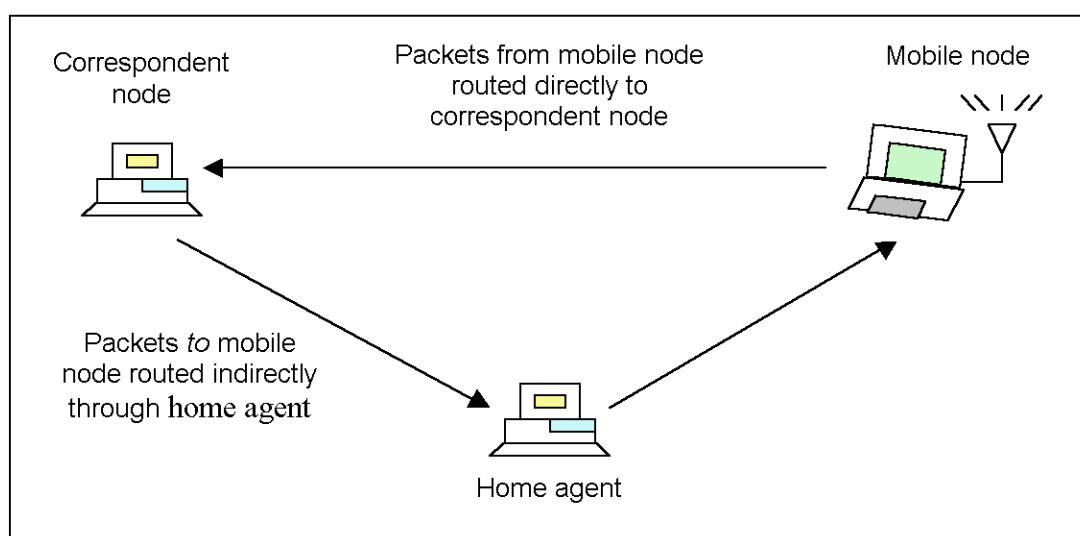 Correspondent
node
Packets from mobile node
routed directly to
correspondent node
Mobile node
Packets to mobile
node routed indirectly
through home agent
Home agent